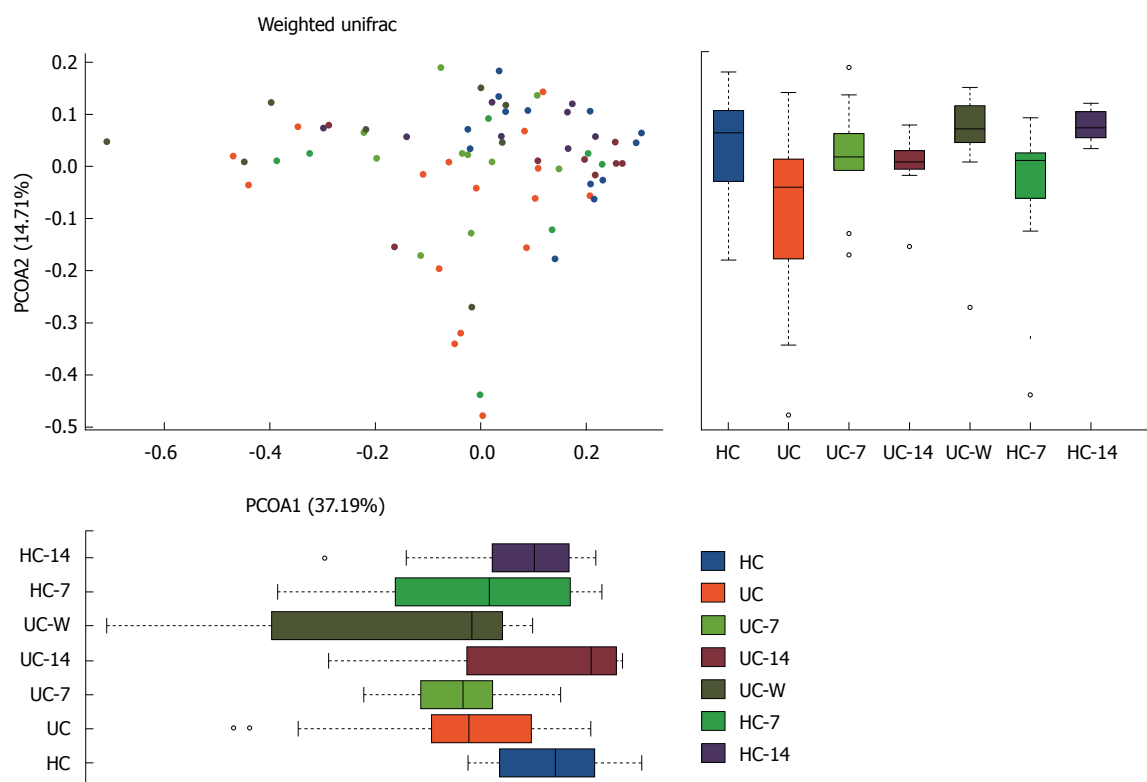 Weighted unifrac
PCOA2 (14.71%)
0.2
0.1
0.0
-0.1
-0.2
-0.3
-0.4
-0.5
-0.6 -0.4 -0.2 0.0 0.2
HC UC UC-7 UC-14 UC-W HC-7 HC-14
PCOA1 (37.19%)
HC-14
HC-7
UC-W
UC-14
UC-7
UC
HC
HC
UC
UC-7
UC-14
UC-W
HC-7
HC-14